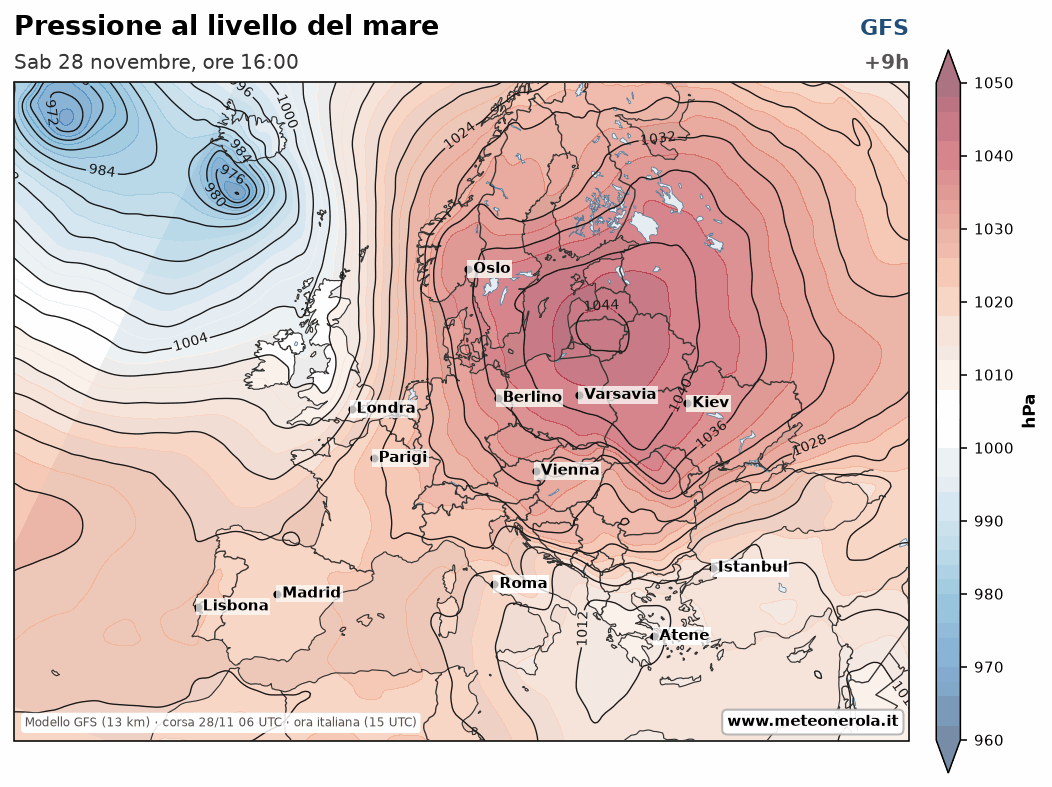 Pressione al livello del mare
GFS
Sab 28 novembre, ore 16:00
+9h
1050
1040
1030
1020
1010
1000
990
980
970
960
hPa
972
996
1000
984
984
976
980
1024
1032
1004
1044
1040
1036
1028
1012
Oslo
Berlino
Varsavia
Kiev
Londra
Parigi
Vienna
Istanbul
Roma
Madrid
Lisbona
Atene
Modello GFS (13 km) · corsa 28/11 06 UTC · ora italiana (15 UTC)
www.meteonerola.it